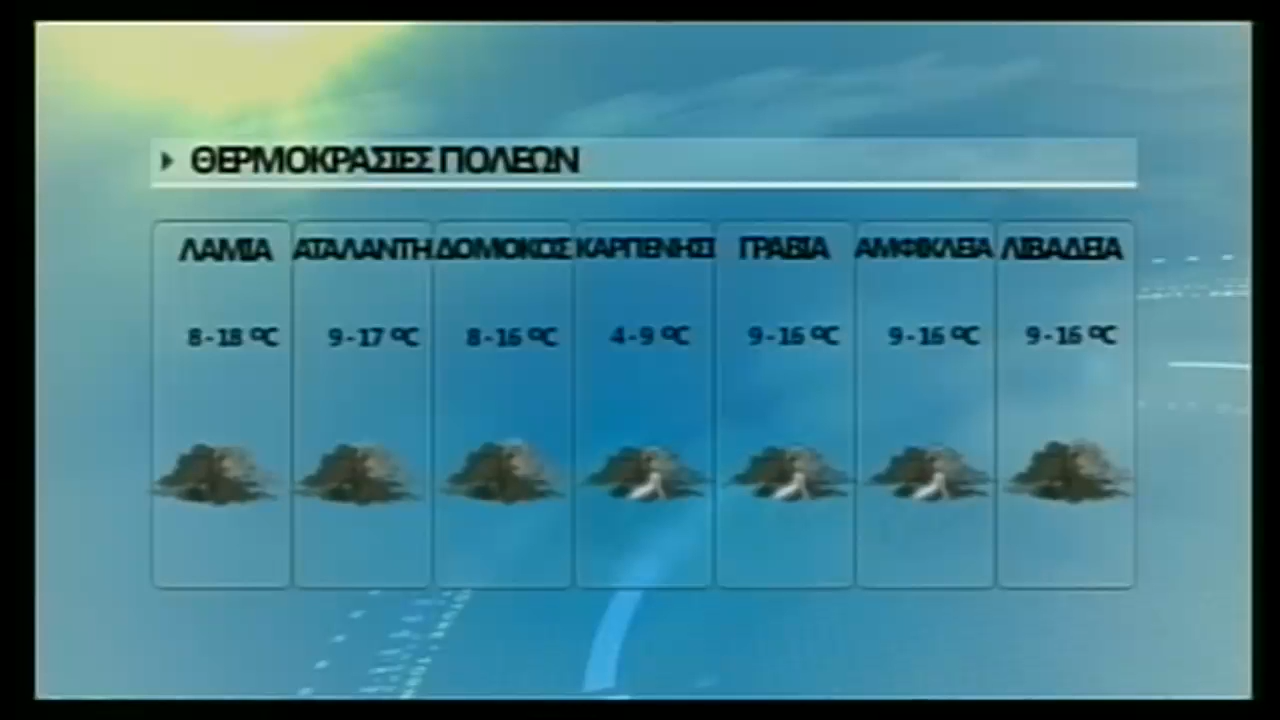 ΘΕΡΜΟΚΡΑΣΙΕΣ ΠΟΛΕΩΝ
ΛΑΜΙΑ ΑΤΑΛΑΝΤΗ ΔΟΜΟΚΟΣ ΚΑΡΠΕΝΗΣΙ ΓΡΑΒΙΑ ΑΜΦΙΚΛΕΙΑ ΛΙΒΑΔΕΙΑ
8-18 ºC 9-17 ºC 8-16 ºC 4-9 ºC 9-16 ºC 9-16 ºC 9-16 ºC